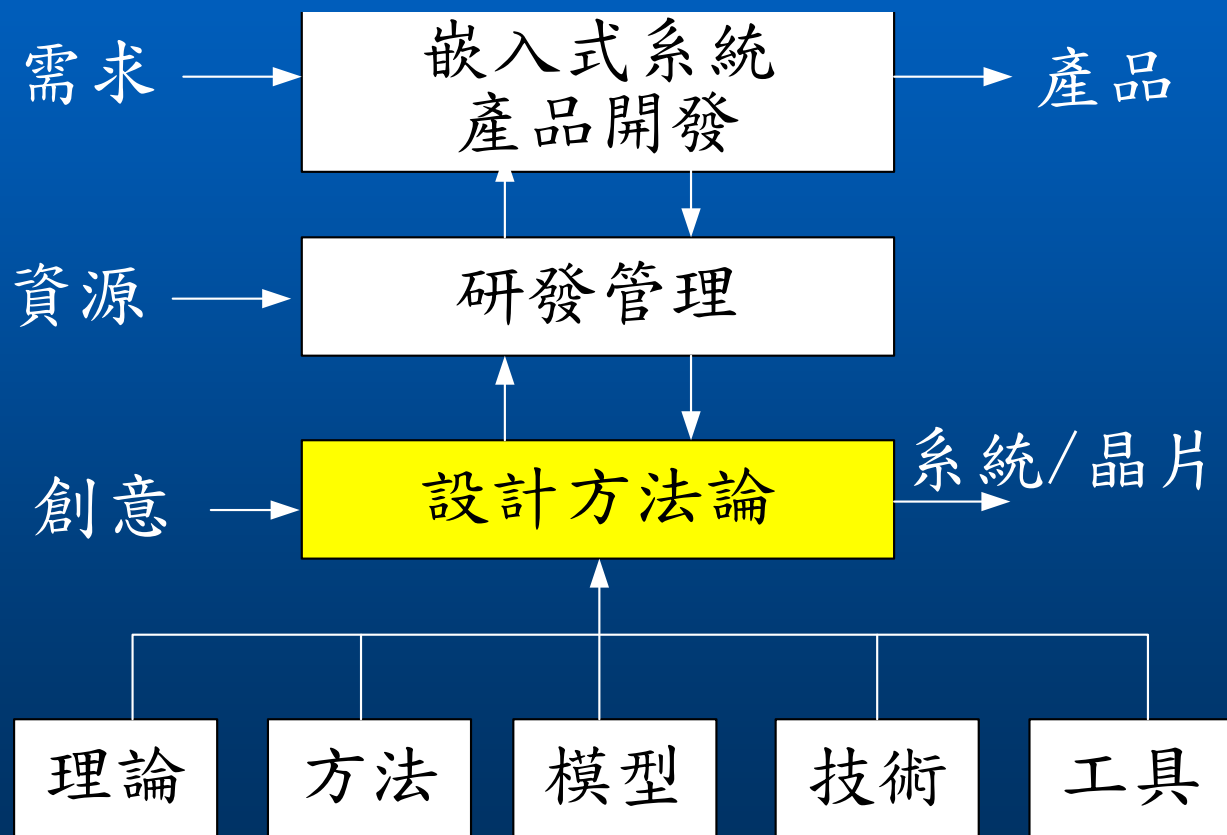 需求
嵌入式系統
產品開發
產品
資源
研發管理
創意
設計方法論
系統/晶片
理論
方法
模型
技術
工具